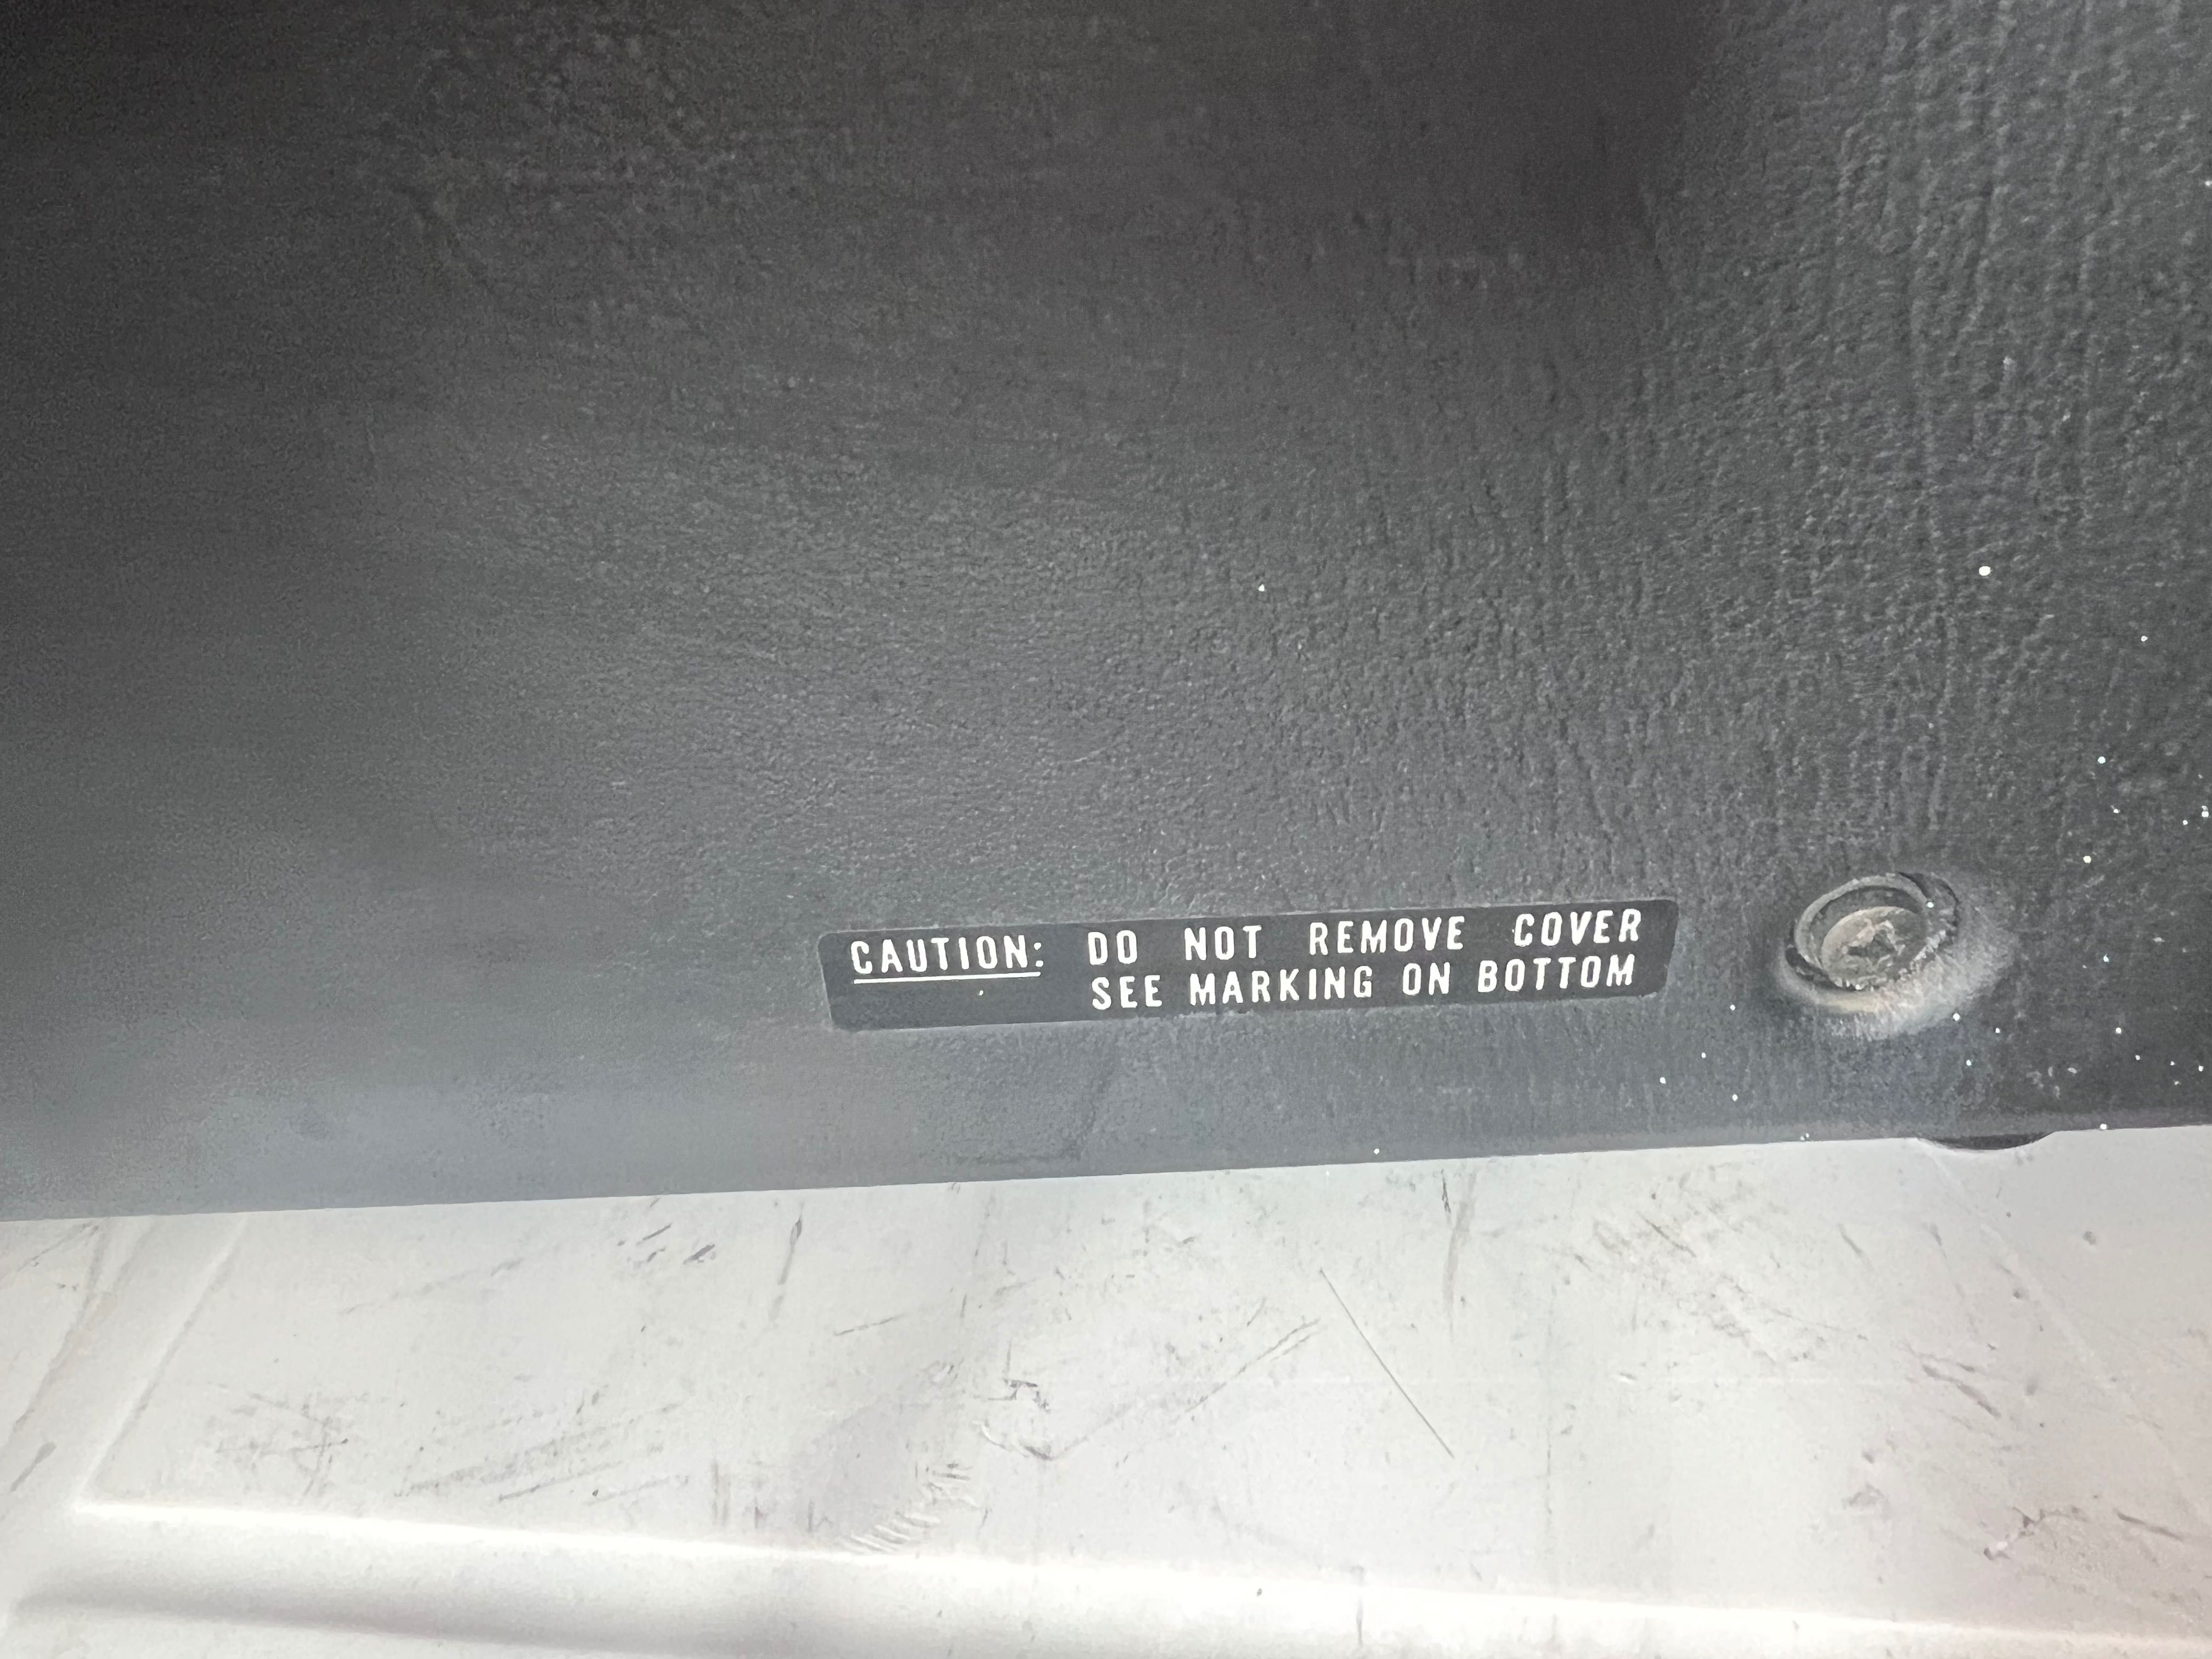 CAUTION: DO NOT REMOVE COVER
SEE MARKING ON BOTTOM